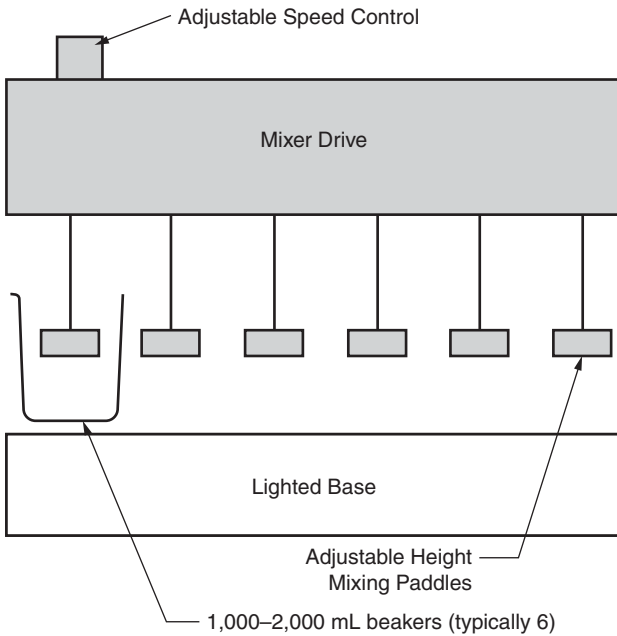 Adjustable Speed Control
Mixer Drive
Lighted Base
Adjustable Height
Mixing Paddles
1,000–2,000 mL beakers (typically 6)